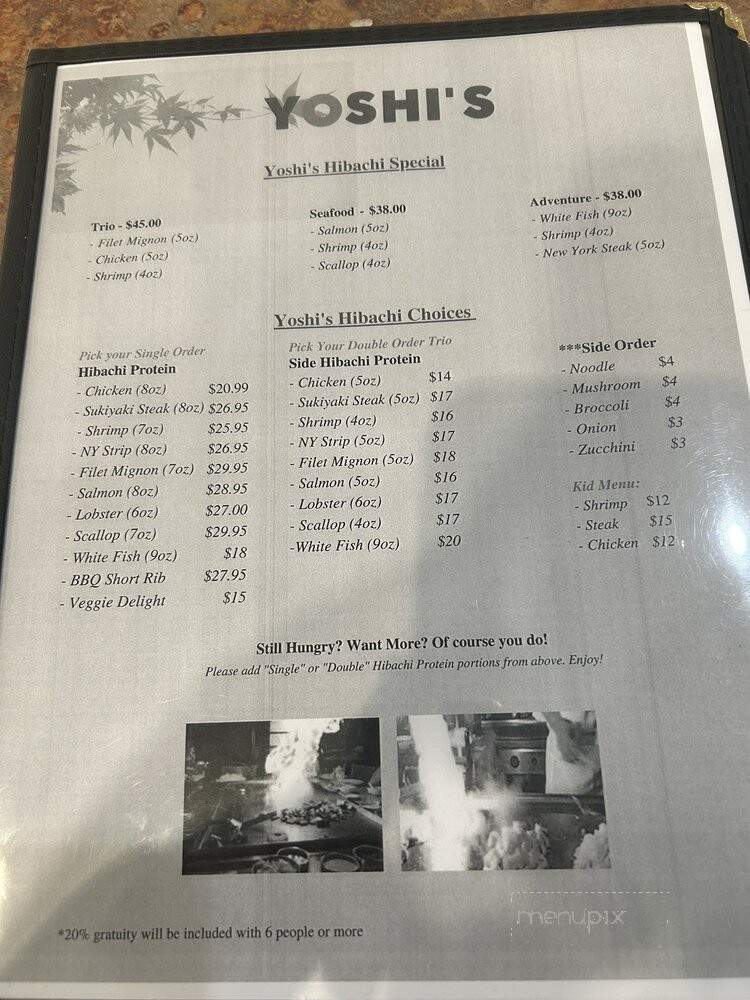 YOSHI'S
Yoshi's Hibachi Special
Trio - $45.00
- Filet Mignon (5oz)
- Chicken (5oz)
- Shrimp (4oz)
Seafood - $38.00
- Salmon (5oz)
- Shrimp (4oz)
- Scallop (4oz)
Adventure - $38.00
- White Fish (9oz)
- Shrimp (4oz)
- New York Steak (5oz)
Yoshi's Hibachi Choices
Pick your Single Order
Hibachi Protein
- Chicken (8oz) $20.99
- Sukiyaki Steak (8oz) $26.95
- Shrimp (7oz) $25.95
- NY Strip (8oz) $26.95
- Filet Mignon (7oz) $29.95
- Salmon (8oz) $28.95
- Lobster (6oz) $27.00
- Scallop (7oz) $29.95
- White Fish (9oz) $18
- BBQ Short Rib $27.95
- Veggie Delight $15
Pick Your Double Order Trio
Side Hibachi Protein
- Chicken (5oz) $14
- Sukiyaki Steak (5oz) $17
- Shrimp (4oz) $16
- NY Strip (5oz) $17
- Filet Mignon (5oz) $18
- Salmon (5oz) $16
- Lobster (6oz) $17
- Scallop (4oz) $17
-White Fish (9oz) $20
***Side Order
- Noodle $4
- Mushroom $4
- Broccoli $4
- Onion $3
- Zucchini $3
Kid Menu:
- Shrimp $12
- Steak $15
- Chicken $12
Still Hungry? Want More? Of course you do!
Please add "Single" or "Double" Hibachi Protein portions from above. Enjoy!
menupix
*20% gratuity will be included with 6 people or more